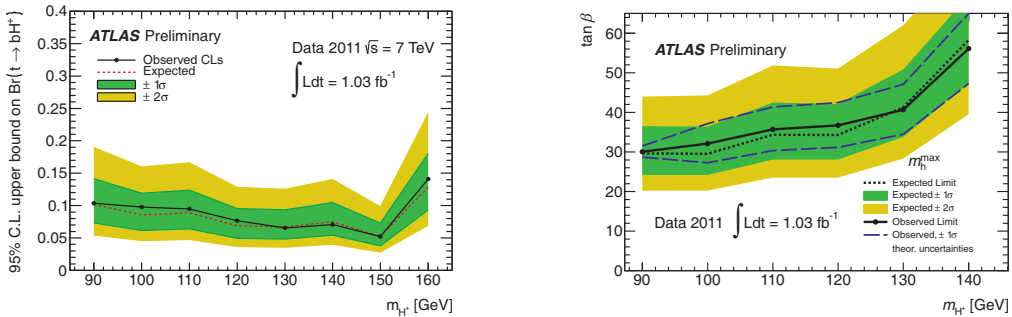 95% C.L. upper bound on Br(t → bH⁺)
0.4
0.35
0.3
0.25
0.2
0.15
0.1
0.05
0
ATLAS Preliminary
Data 2011 √s = 7 TeV
Observed CLs
Expected
± 1σ
± 2σ
∫ Ldt = 1.03 fb⁻¹
90 100 110 120 130 140 150 160
m_H⁺ [GeV]
tan β
60
50
40
30
20
10
0
ATLAS Preliminary
m_h^max
Expected Limit
Expected ± 1σ
Expected ± 2σ
Observed Limit
Observed, ± 1σ
theor. uncertainties
Data 2011 ∫ Ldt = 1.03 fb⁻¹
90 100 110 120 130 140
m_H⁺ [GeV]